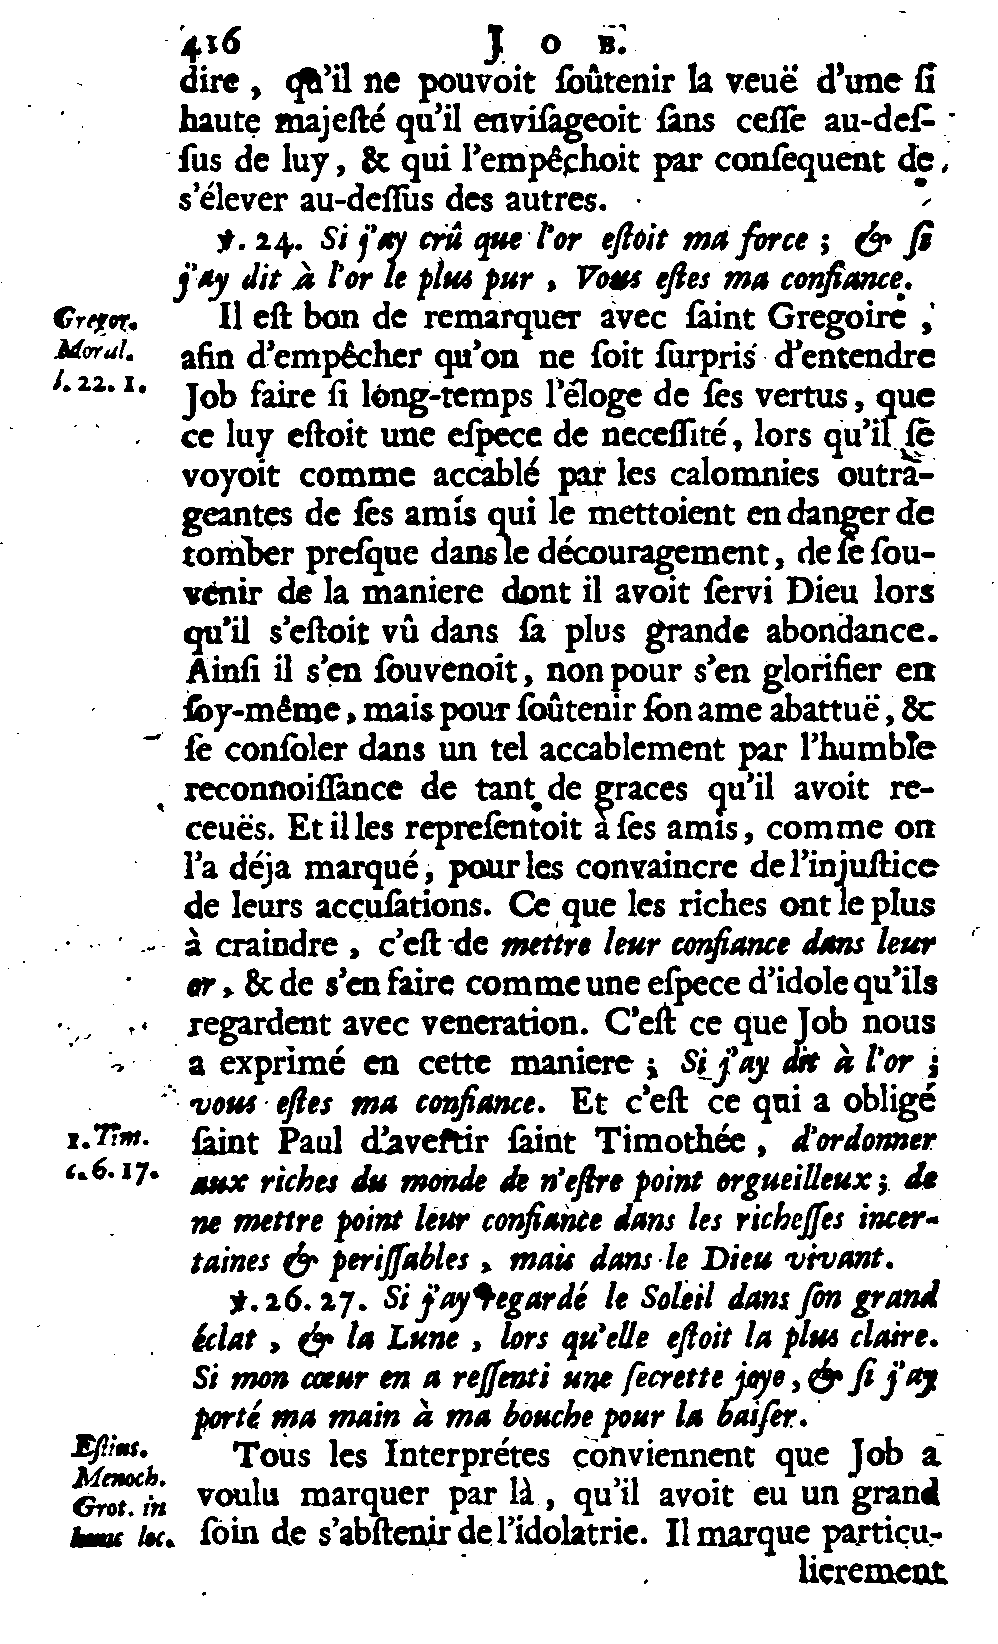 416 JOB.
dire, qu'il ne pouvoit ſoûtenir la veuë d'une ſi
haute majeſté qu'il enviſageoit ſans ceſſe au-deſ-
ſus de luy, & qui l'empêchoit par conſequent de
s'élever au-deſſus des autres.
℣. 24. Si j'ay crû que l'or eſtoit ma force; & ſi
j'ay dit à l'or le plus pur, Vous eſtes ma confiance.
Gregor.
Moral.
l. 22. 1.
Il eſt bon de remarquer avec ſaint Gregoire,
afin d'empêcher qu'on ne ſoit ſurpris d'entendre
Job faire ſi long-temps l'éloge de ſes vertus, que
ce luy eſtoit une eſpece de neceſſité, lors qu'il ſe
voyoit comme accablé par les calomnies outra-
geantes de ſes amis qui le mettoient en danger de
tomber preſque dans le découragement, de ſe ſou-
venir de la maniere dont il avoit ſervi Dieu lors
qu'il s'eſtoit vû dans ſa plus grande abondance.
Ainſi il s'en ſouvenoit, non pour s'en glorifier en
ſoy-même, mais pour ſoûtenir ſon ame abattuë, &
ſe conſoler dans un tel accablement par l'humble
reconnoiſſance de tant de graces qu'il avoit re-
ceuës. Et il les repreſentoit à ſes amis, comme on
l'a déja marqué, pour les convaincre de l'injuſtice
de leurs accuſations. Ce que les riches ont le plus
à craindre, c'eſt de mettre leur confiance dans leur
or, & de s'en faire comme une eſpece d'idole qu'ils
regardent avec veneration. C'eſt ce que Job nous
a exprimé en cette maniere; Si j'ay dit à l'or;
vous eſtes ma confiance. Et c'eſt ce qui a obligé
1. Tim.
c. 6. 17.
ſaint Paul d'avertir ſaint Timothée, d'ordonner
aux riches du monde de n'eſtre point orgueilleux; de
ne mettre point leur confiance dans les richeſſes incer-
taines & periſſables, mais dans le Dieu vivant.
℣. 26. 27. Si j'ay regardé le Soleil dans ſon grand
éclat, & la Lune, lors qu'elle eſtoit la plus claire.
Si mon cœur en a reſſenti une ſecrette joye, & ſi j'ay
porté ma main à ma bouche pour la baiſer.
Eſtius.
Menoch.
Grot. in
hunc loc.
Tous les Interprétes conviennent que Job a
voulu marquer par là, qu'il avoit eu un grand
ſoin de s'abſtenir de l'idolatrie. Il marque particu-
lierement